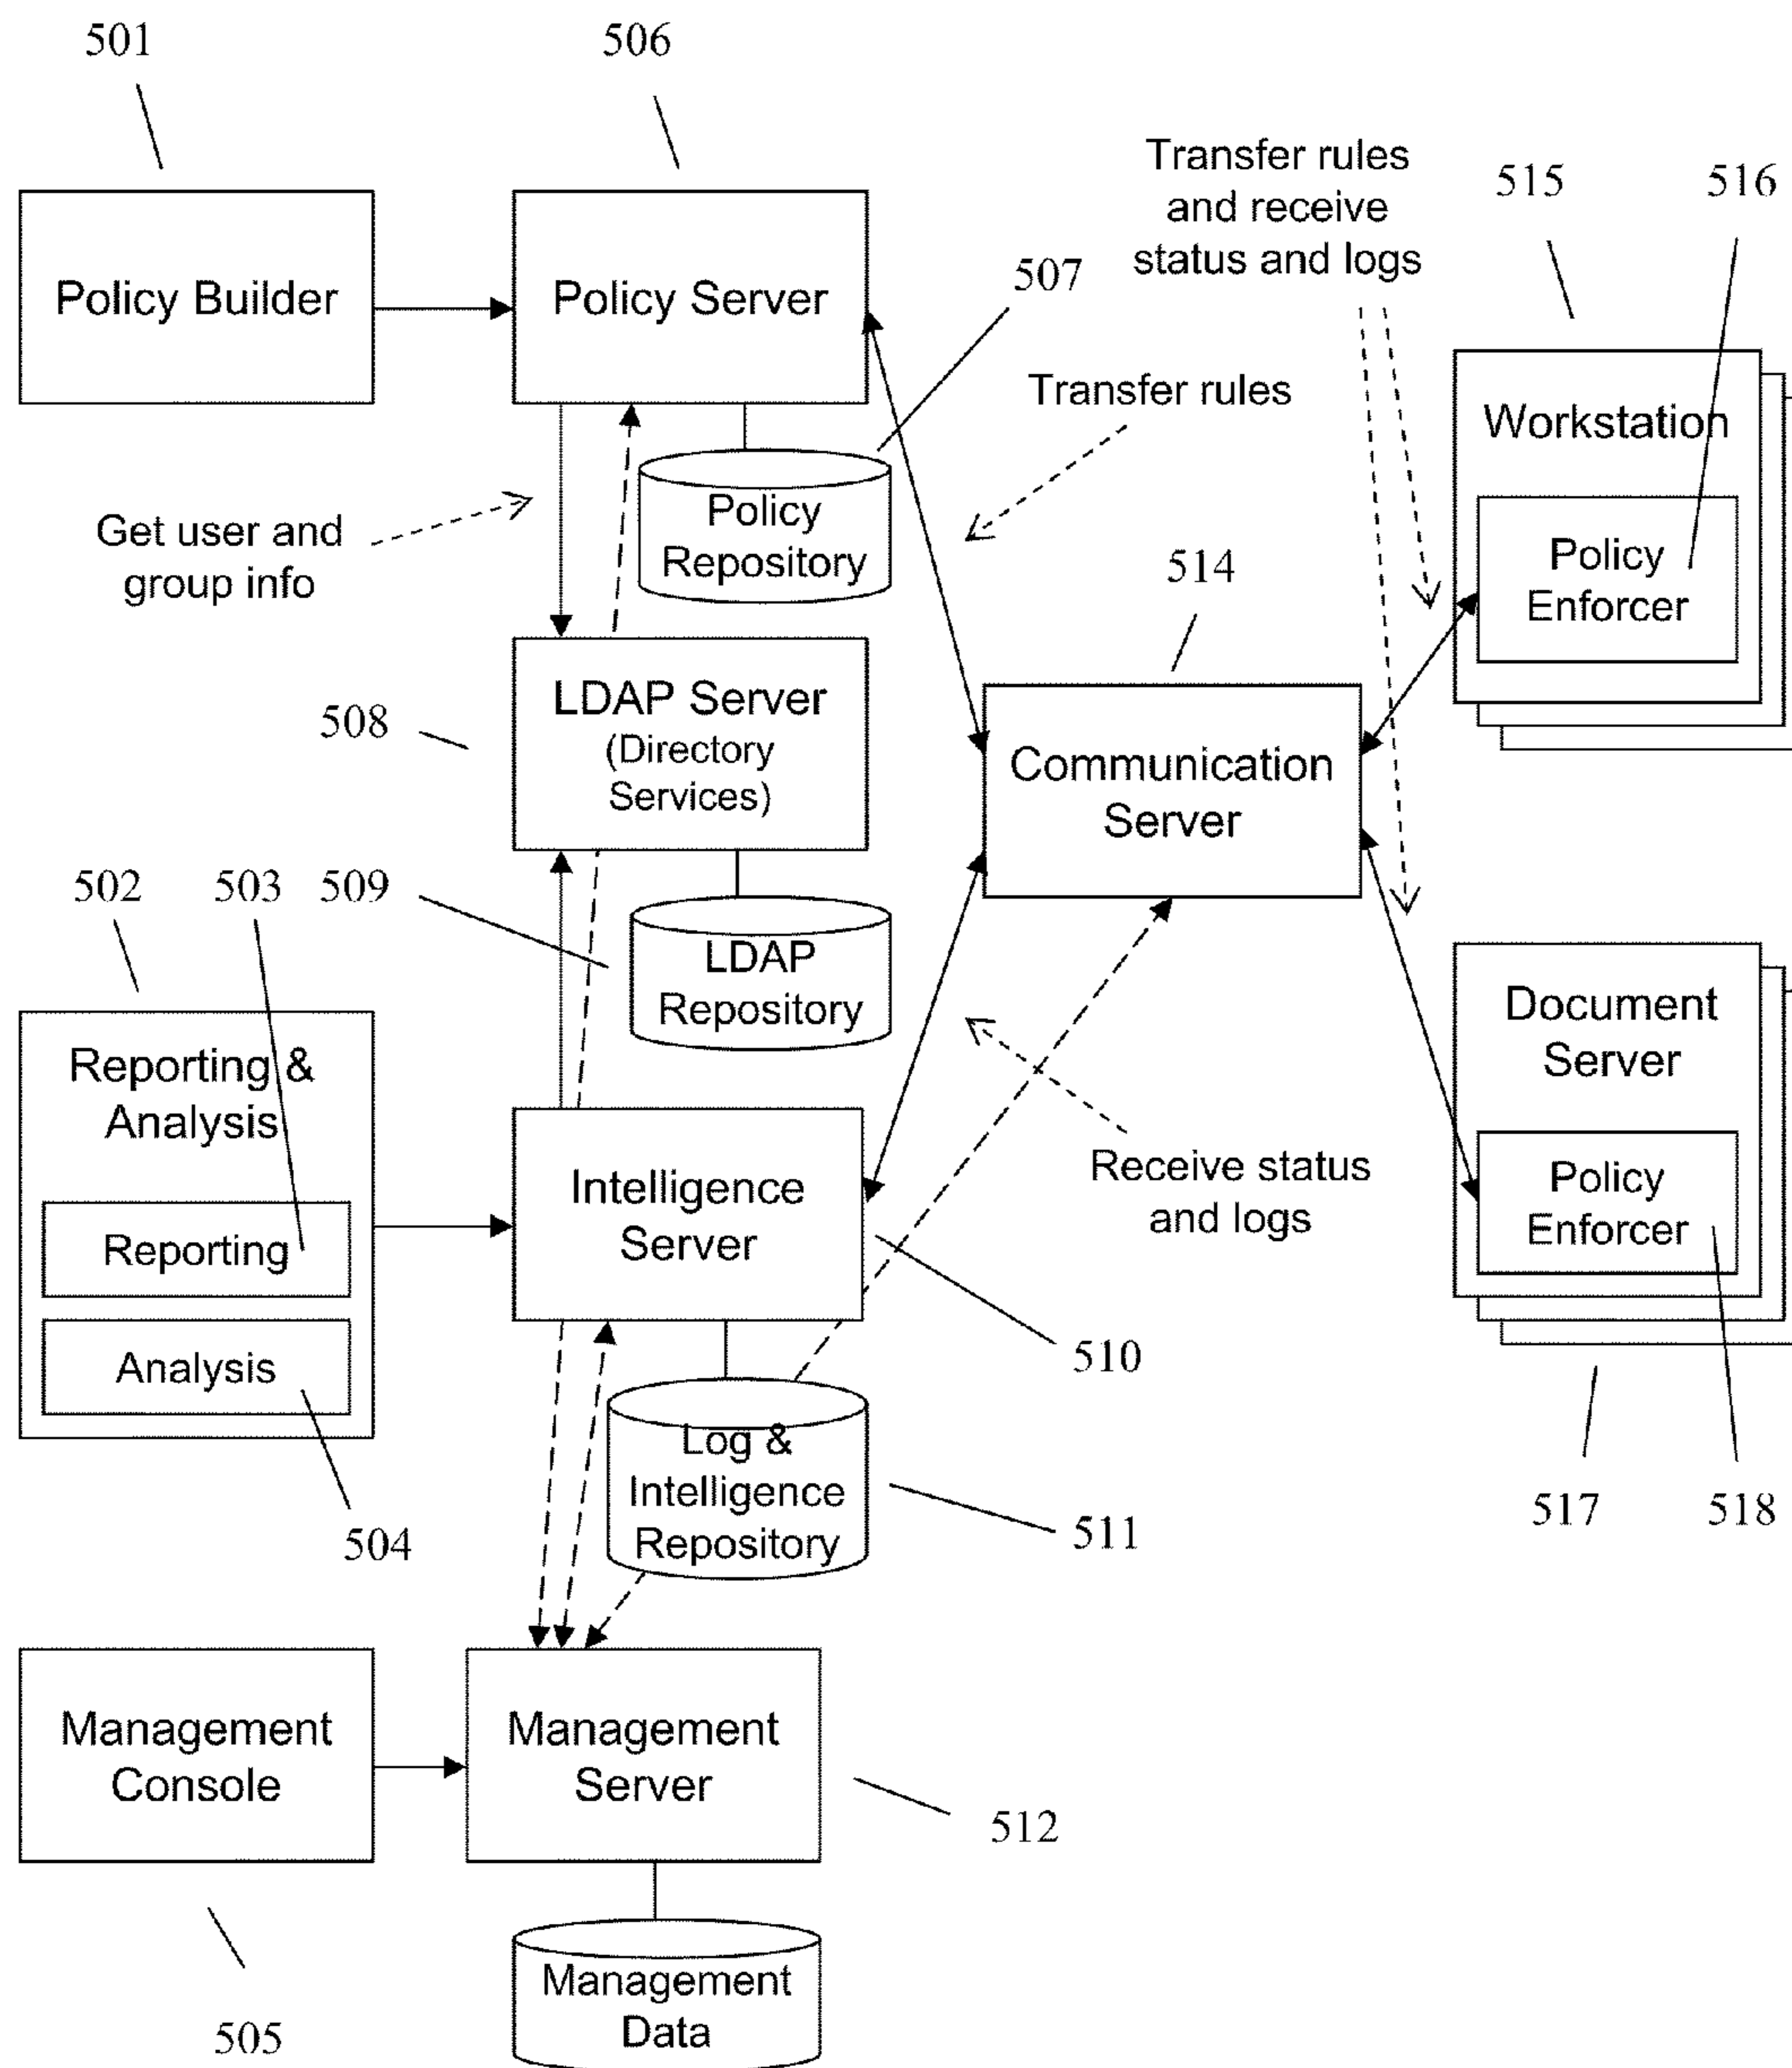 501
506
Transfer rules
and receive
status and logs
515
516
Policy Builder
Policy Server
507
Transfer rules
Workstation
Policy
Repository
Get user and
group info
514
Policy
Enforcer
508
LDAP Server
(Directory
Services)
Communication
Server
502
503
509
LDAP
Repository
Document
Server
Reporting &
Analysis
Intelligence
Server
Receive status
and logs
Policy
Enforcer
Reporting
Analysis
510
Log &
Intelligence
Repository
511
504
517
518
Management
Console
Management
Server
512
505
Management
Data